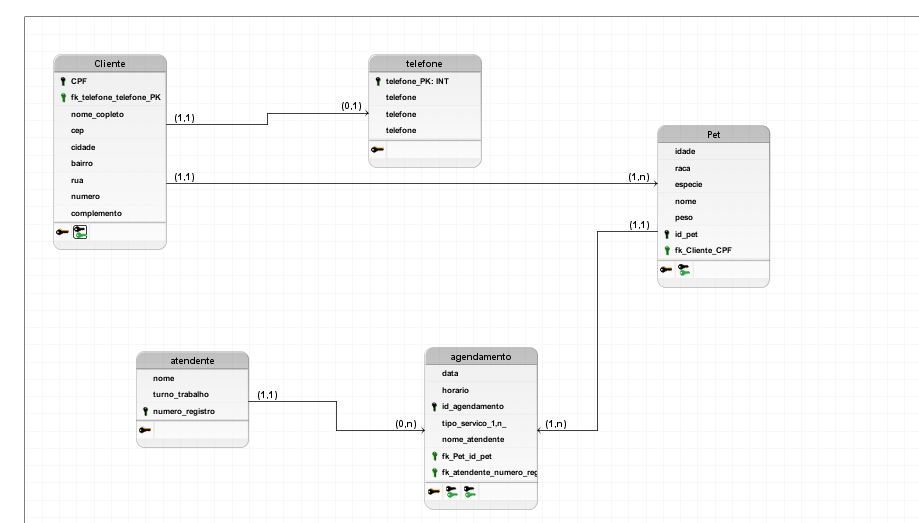 Cliente
CPF
fk_telefone_telefone_PK
nome_copleto
cep
cidade
bairro
rua
numero
complemento
(1,1)
(0,1)
telefone
telefone_PK: INT
telefone
telefone
telefone
(1,1)
(1,n)
Pet
idade
raca
especie
nome
peso
id_pet
fk_Cliente_CPF
(1,1)
atendente
nome
turno_trabalho
numero_registro
(1,1)
(0,n)
agendamento
data
horario
id_agendamento
tipo_servico_1,n_
nome_atendente
fk_Pet_id_pet
fk_atendente_numero_reg
(1,n)